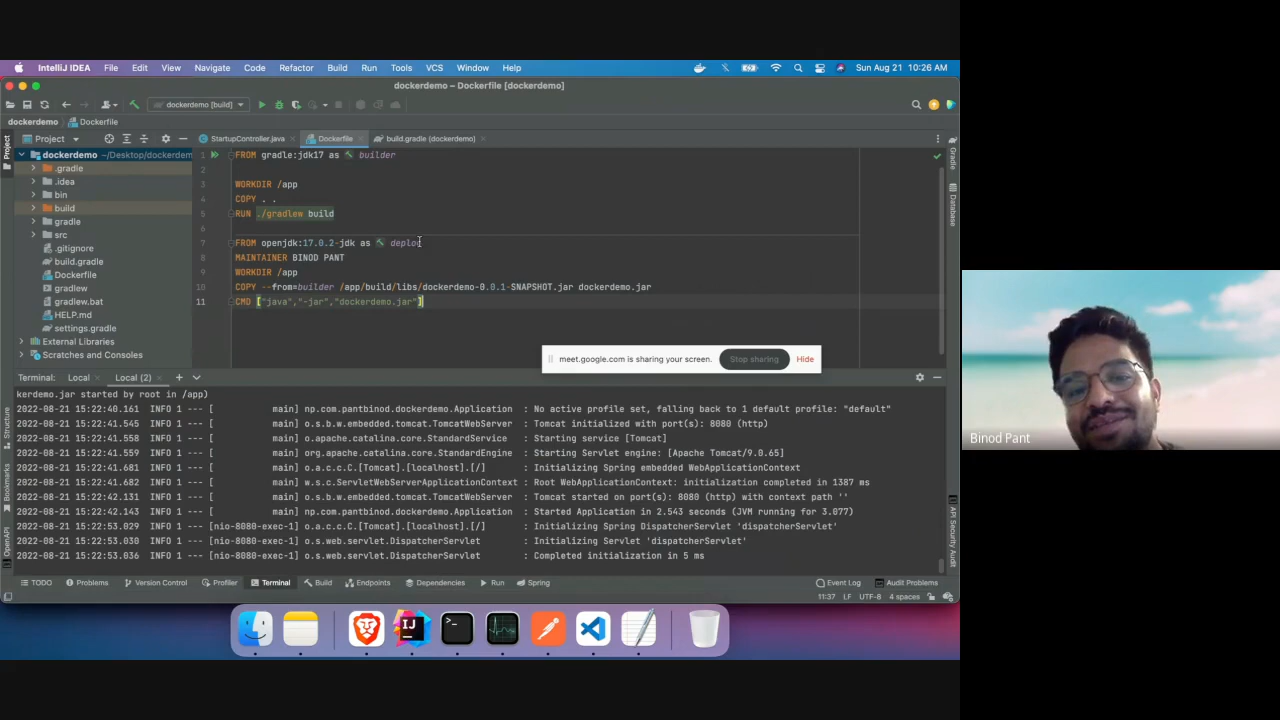 IntelliJ IDEA File Edit View Navigate Code Refactor Build Run Tools VCS Window Help Sun Aug 21 10:26 AM
dockerdemo – Dockerfile [dockerdemo]
dockerdemo [build]
dockerdemo Dockerfile
Project
StartupController.java Dockerfile build.gradle (dockerdemo)
dockerdemo ~/Desktop/dockerdem
.gradle
.idea
bin
build
gradle
src
.gitignore
build.gradle
Dockerfile
gradlew
gradlew.bat
HELP.md
settings.gradle
External Libraries
Scratches and Consoles
1 FROM gradle:jdk17 as builder
2
3 WORKDIR /app
4 COPY . .
5 RUN ./gradlew build
6
7 FROM openjdk:17.0.2-jdk as deploy
8 MAINTAINER BINOD PANT
9 WORKDIR /app
10 COPY --from=builder /app/build/libs/dockerdemo-0.0.1-SNAPSHOT.jar dockerdemo.jar
11 CMD ["java","-jar","dockerdemo.jar"]
meet.google.com is sharing your screen. Stop sharing Hide
Terminal: Local Local (2)
kerdemo.jar started by root in /app)
2022-08-21 15:22:40.161 INFO 1 --- [ main] np.com.pantbinod.dockerdemo.Application : No active profile set, falling back to 1 default profile: "default"
2022-08-21 15:22:41.545 INFO 1 --- [ main] o.s.b.w.embedded.tomcat.TomcatWebServer : Tomcat initialized with port(s): 8080 (http)
2022-08-21 15:22:41.558 INFO 1 --- [ main] o.apache.catalina.core.StandardService : Starting service [Tomcat]
2022-08-21 15:22:41.559 INFO 1 --- [ main] org.apache.catalina.core.StandardEngine : Starting Servlet engine: [Apache Tomcat/9.0.65]
2022-08-21 15:22:41.681 INFO 1 --- [ main] o.a.c.c.C.[Tomcat].[localhost].[/] : Initializing Spring embedded WebApplicationContext
2022-08-21 15:22:41.682 INFO 1 --- [ main] w.s.c.ServletWebServerApplicationContext : Root WebApplicationContext: initialization completed in 1387 ms
2022-08-21 15:22:42.131 INFO 1 --- [ main] o.s.b.w.embedded.tomcat.TomcatWebServer : Tomcat started on port(s): 8080 (http) with context path ''
2022-08-21 15:22:42.143 INFO 1 --- [ main] np.com.pantbinod.dockerdemo.Application : Started Application in 2.543 seconds (JVM running for 3.077)
2022-08-21 15:22:53.029 INFO 1 --- [nio-8080-exec-1] o.a.c.c.C.[Tomcat].[localhost].[/] : Initializing Spring DispatcherServlet 'dispatcherServlet'
2022-08-21 15:22:53.030 INFO 1 --- [nio-8080-exec-1] o.s.web.servlet.DispatcherServlet : Initializing Servlet 'dispatcherServlet'
2022-08-21 15:22:53.036 INFO 1 --- [nio-8080-exec-1] o.s.web.servlet.DispatcherServlet : Completed initialization in 5 ms
TODO Problems Version Control Profiler Terminal Build Endpoints Dependencies Run Spring Event Log Audit Problems
11:37 LF UTF-8 4 spaces
Project
Structure
Bookmarks
OpenAPI
Gradle
Database
API Security Audit
Binod Pant